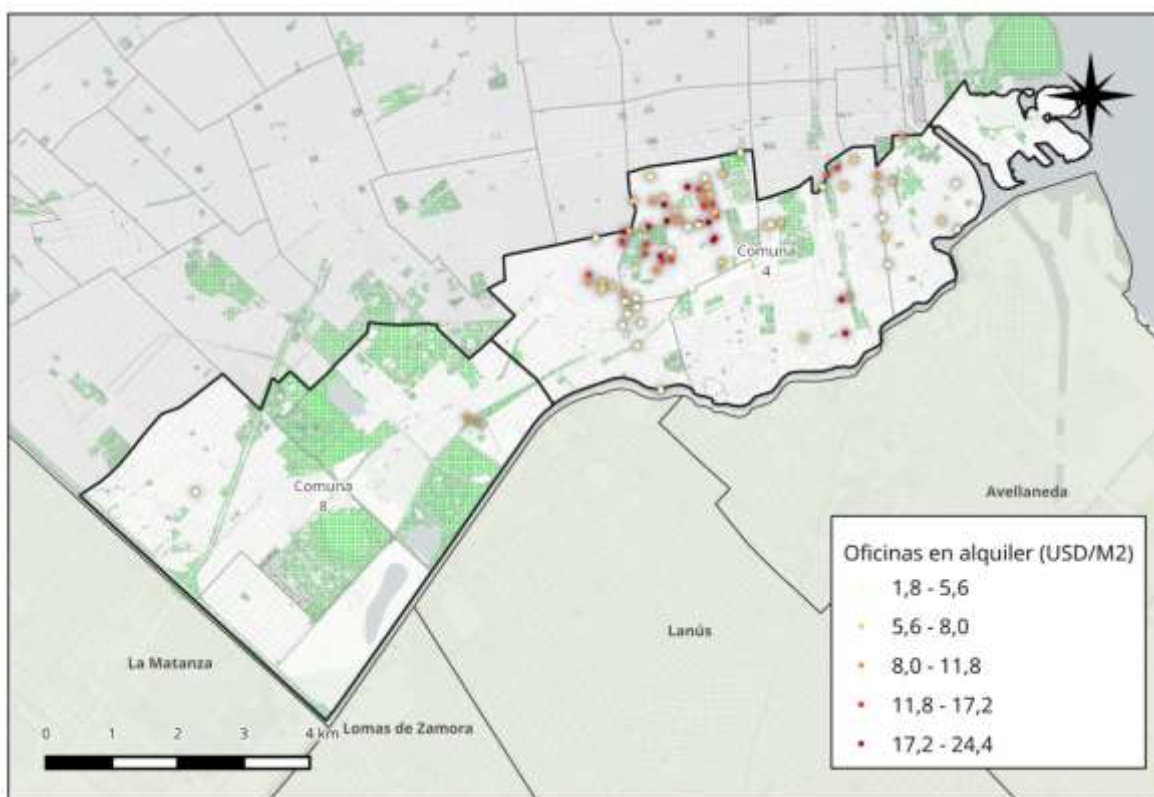 Comuna
4
Comuna
8
Avellaneda
Lanús
La Matanza
Lomas de Zamora
0 1 2 3 4 km
Oficinas en alquiler (USD/M2)
1,8 - 5,6
5,6 - 8,0
8,0 - 11,8
11,8 - 17,2
17,2 - 24,4